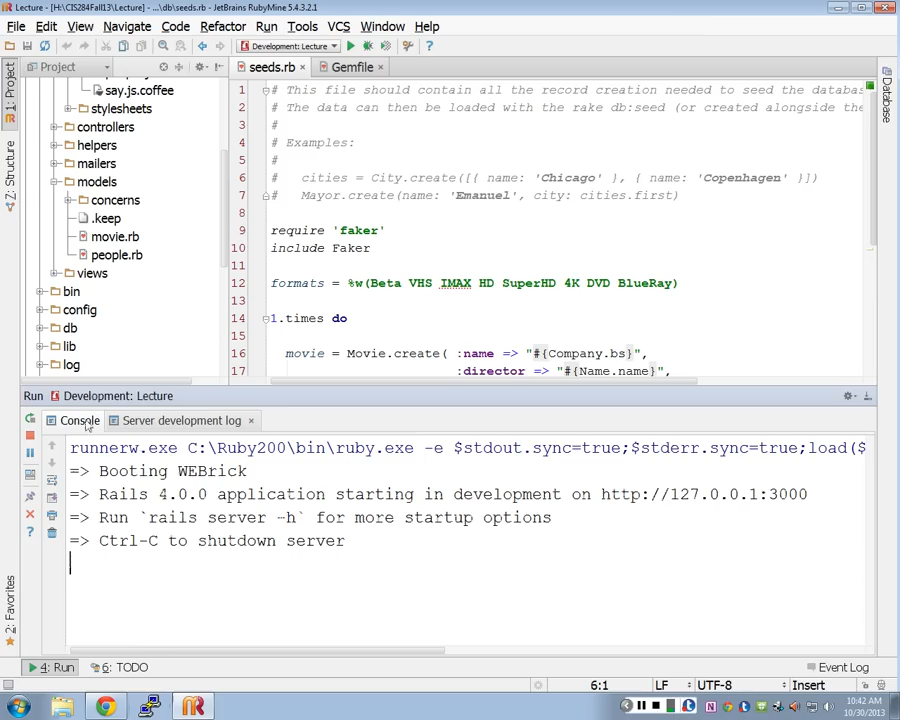 Lecture - [H:\CIS284Fall13\Lecture] - ...\db\seeds.rb - JetBrains RubyMine 5.4.3.2.1
File Edit View Navigate Code Refactor Run Tools VCS Window Help
Development: Lecture
Project
seeds.rb
Gemfile
1: Project
Z: Structure
2: Favorites
Database
say.js.coffee
stylesheets
controllers
helpers
mailers
models
concerns
.keep
movie.rb
people.rb
views
bin
config
db
lib
log
1 # This file should contain all the record creation needed to seed the databas
2 # The data can then be loaded with the rake db:seed (or created alongside the
3 #
4 # Examples:
5 #
6 #   cities = City.create([{ name: 'Chicago' }, { name: 'Copenhagen' }])
7 #   Mayor.create(name: 'Emanuel', city: cities.first)
8
9 require 'faker'
10 include Faker
11
12 formats = %w(Beta VHS IMAX HD SuperHD 4K DVD BlueRay)
13
14 1.times do
15
16 movie = Movie.create( :name => "#{Company.bs}",
17 :director => "#{Name.name}",
Run Development: Lecture
Console Server development log
runnerw.exe C:\Ruby200\bin\ruby.exe -e $stdout.sync=true;$stderr.sync=true;load($
=> Booting WEBrick
=> Rails 4.0.0 application starting in development on http://127.0.0.1:3000
=> Run `rails server -h` for more startup options
=> Ctrl-C to shutdown server
4: Run 6: TODO Event Log
6:1 LF UTF-8 Insert
10:42 AM
10/30/2013